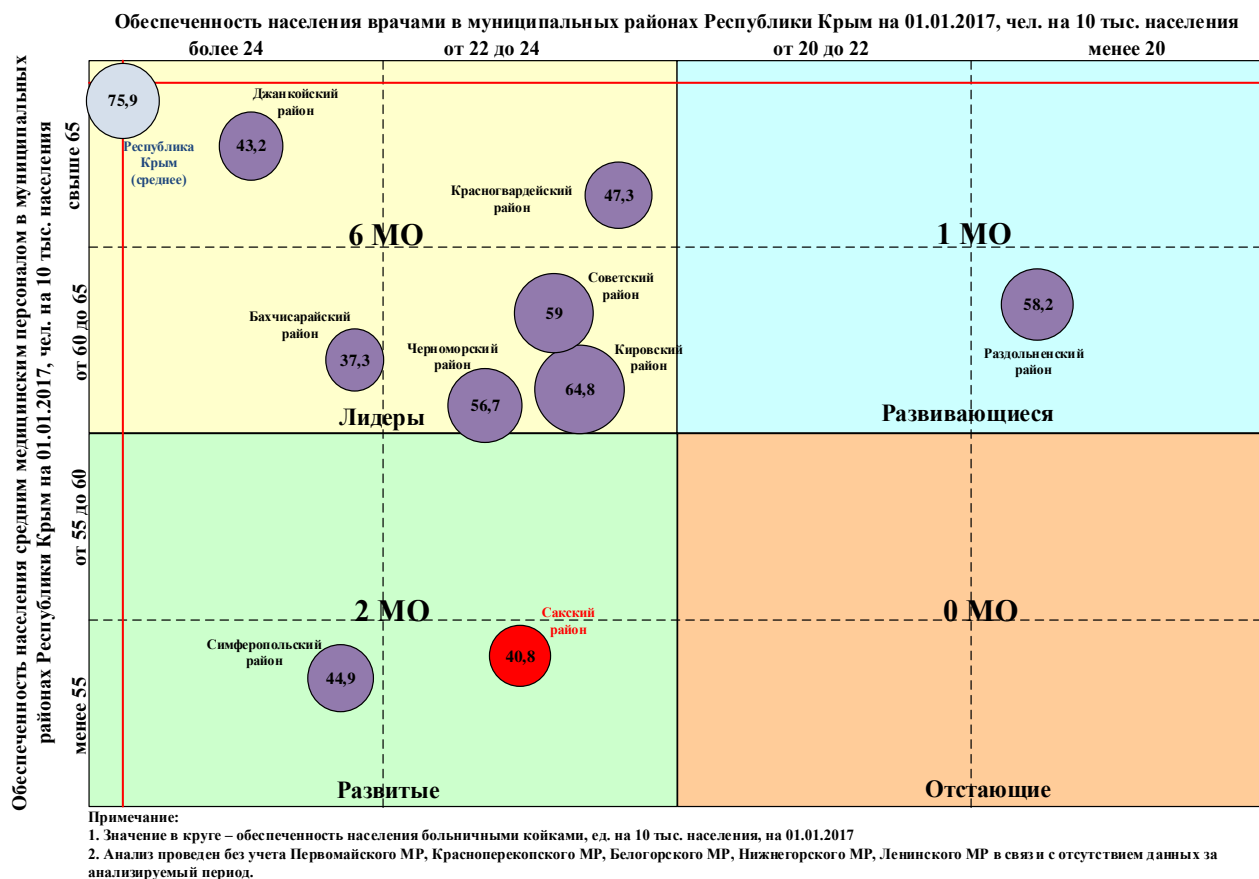 Обеспеченность населения врачами в муниципальных районах Республики Крым на 01.01.2017, чел. на 10 тыс. населения
более 24
от 22 до 24
от 20 до 22
менее 20
Обеспеченность населения средним медицинским персоналом в муниципальных
районах Республики Крым на 01.01.2017, чел. на 10 тыс. населения
свыше 65
от 60 до 65
от 55 до 60
менее 55
75,9
Республика
Крым
(среднее)
Джанкойский
район
43,2
Красногвардейский
район
47,3
6 МО
1 МО
Советский
район
59
Бахчисарайский
район
37,3
Черноморский
район
56,7
Кировский
район
64,8
58,2
Раздольненский
район
Лидеры
Развивающиеся
2 МО
0 МО
Сакский
район
40,8
Симферопольский
район
44,9
Развитые
Отстающие
Примечание:
1. Значение в круге – обеспеченность населения больничными койками, ед. на 10 тыс. населения, на 01.01.2017
2. Анализ проведен без учета Первомайского МР, Красноперекопского МР, Белогорского МР, Нижнегорского МР, Ленинского МР в связи с отсутствием данных за
анализируемый период.